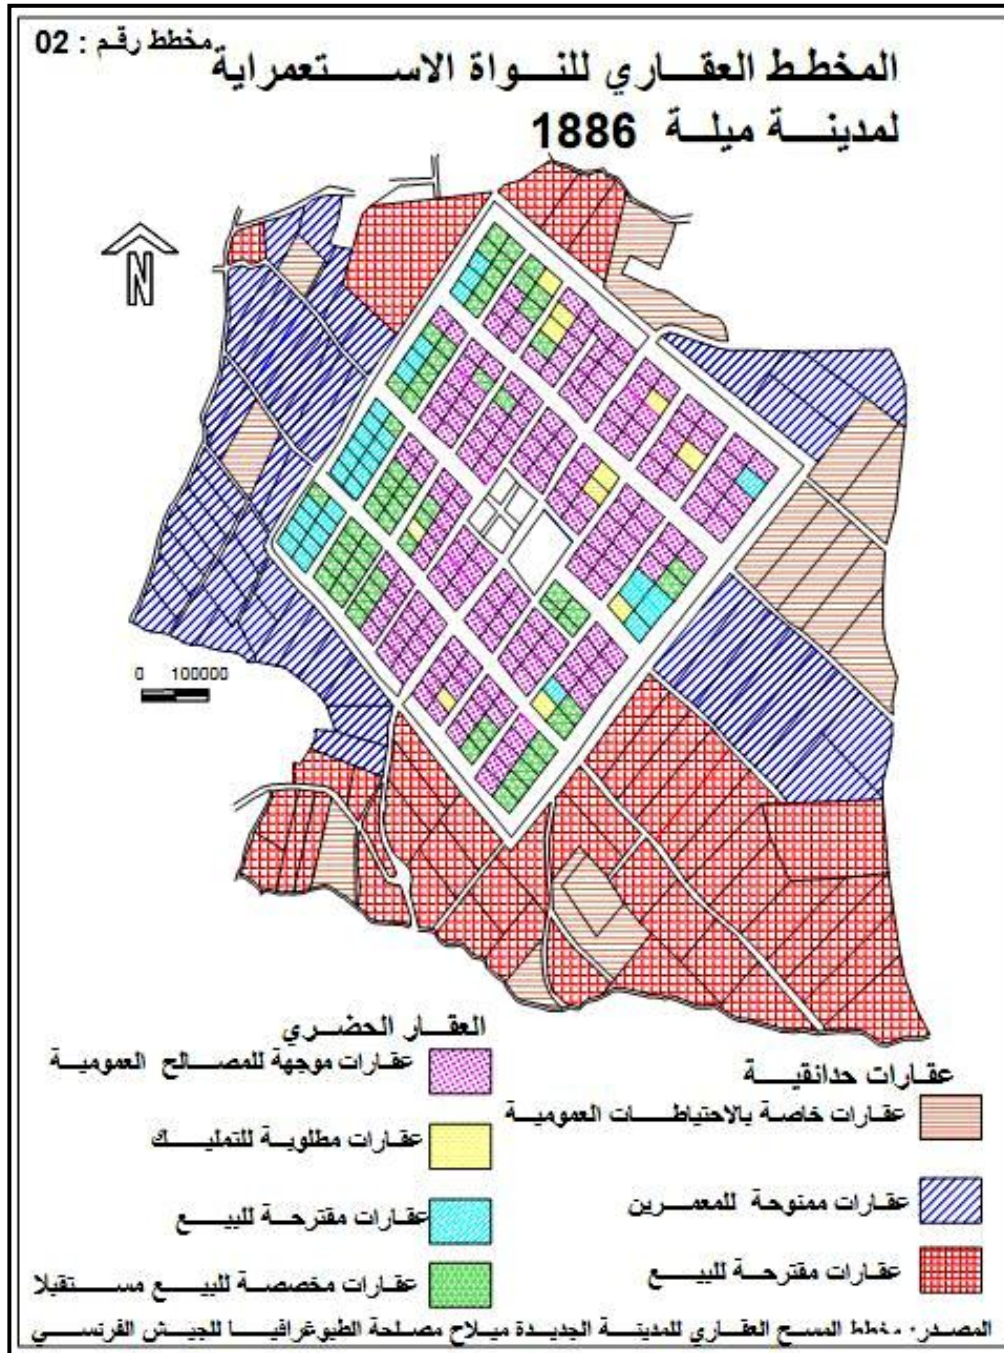 مخطط رقم : 02
المخطط العقاري للنواة الاستعمراية
لمدينة ميلة 1886
N
0 100000
العقار الحضري
عقارات موجهة للمصالح العمومية
عقارات مطلوبة للتمليك
عقارات مقترحة للبيع
عقارات مخصصة للبيع مستقبلا
عقارات حدائقية
عقارات خاصة بالاحتياطات العمومية
عقارات ممنوحة للمعمرين
عقارات مقترحة للبيع
المصدر: مخطط المسح العقاري للمدينة الجديدة ميلاح مصلحة الطبوغرافيا للجيش الفرنسي